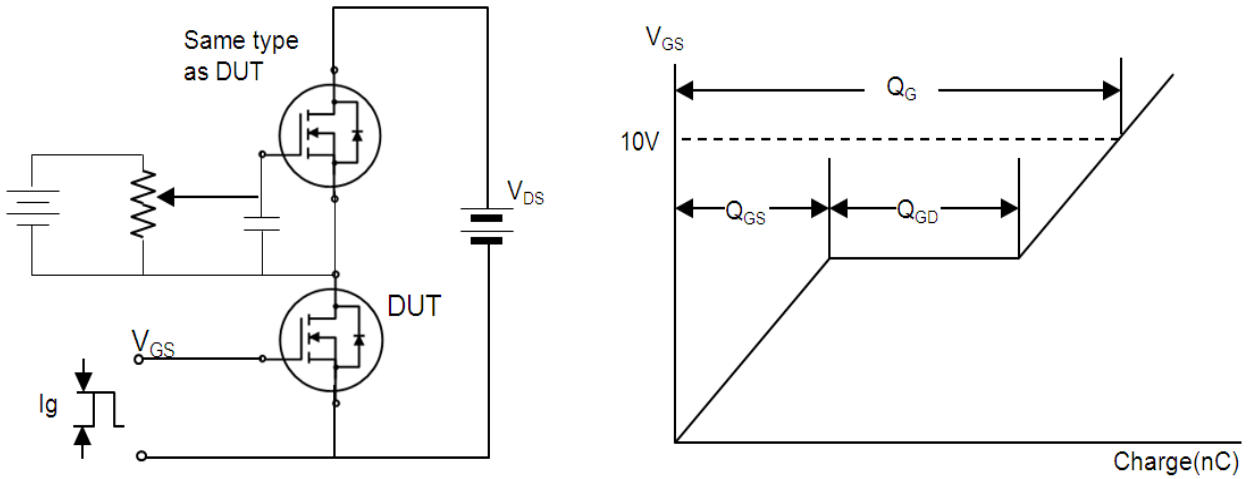 Same type
as DUT
VDS
DUT
VGS
Ig
VGS
QG
10V
QGS
QGD
Charge(nC)